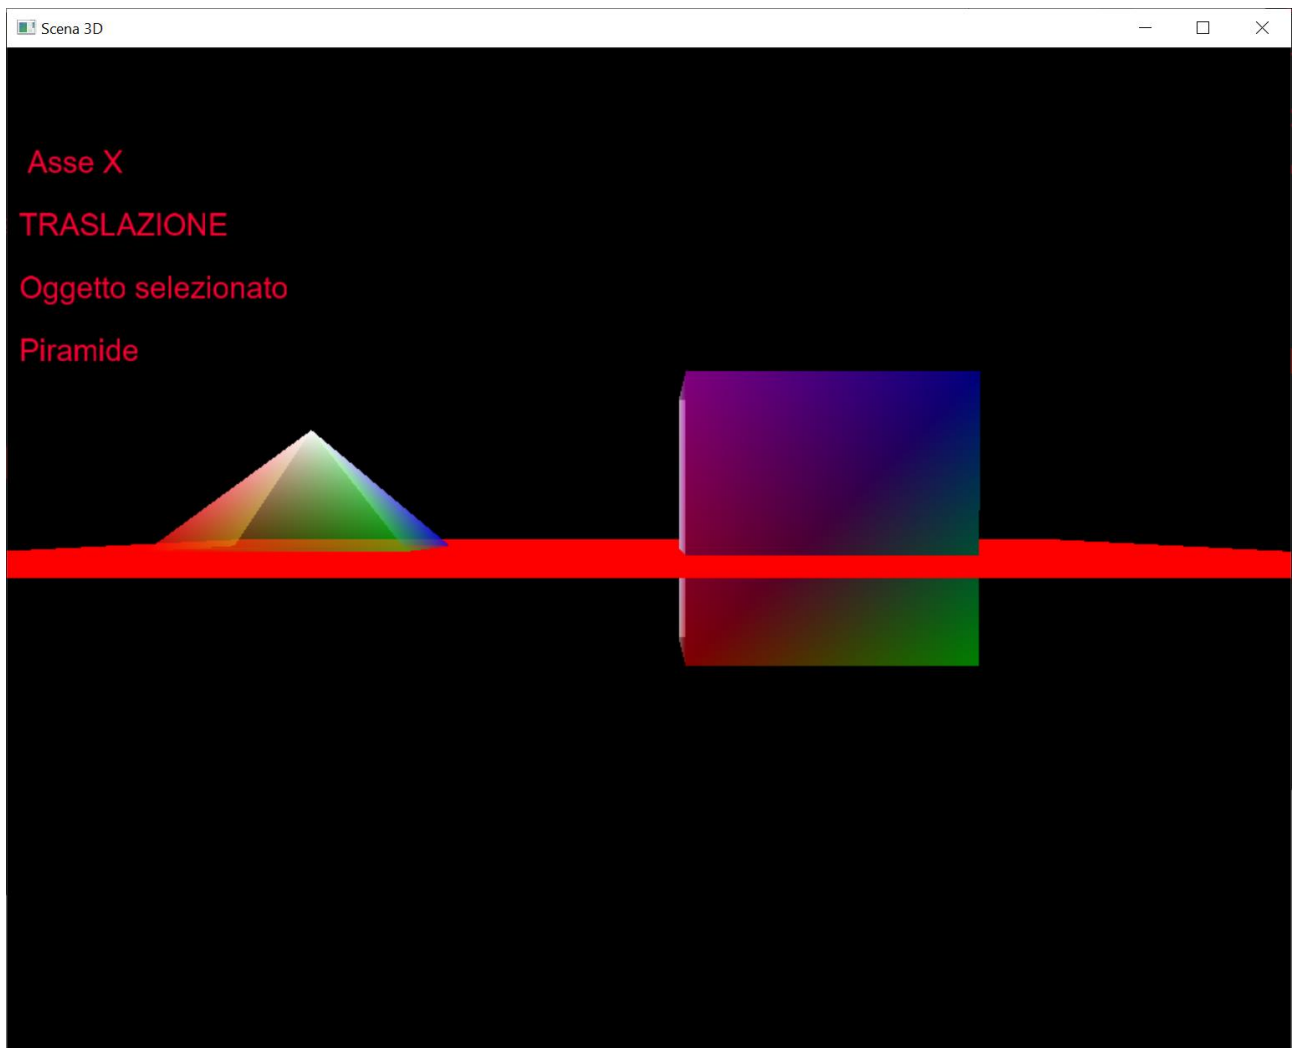 Scena 3D
Asse X
TRASLAZIONE
Oggetto selezionato
Piramide